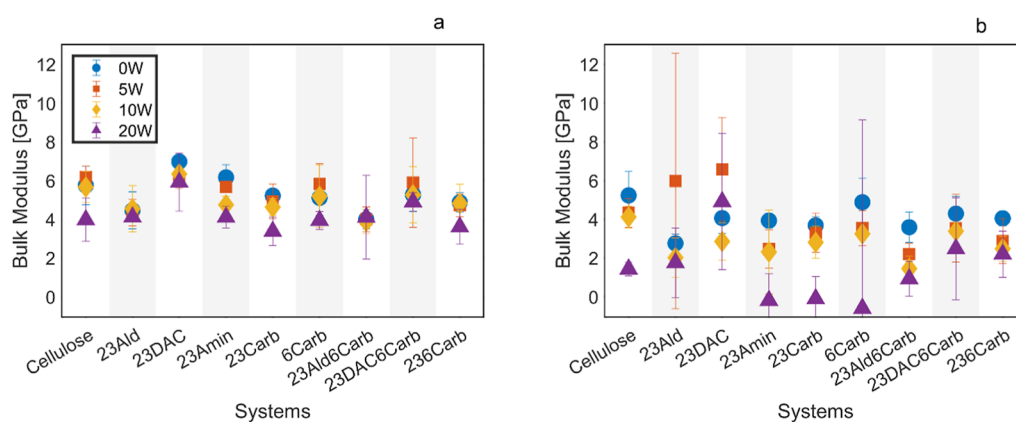 a
Bulk Modulus [GPa]
12
10
8
6
4
2
0
0W
5W
10W
20W
Cellulose
23Ald
23DAC
23Amin
23Carb
6Carb
23Ald6Carb
23DAC6Carb
236Carb
Systems
b
Bulk Modulus [GPa]
12
10
8
6
4
2
0
Cellulose
23Ald
23DAC
23Amin
23Carb
6Carb
23Ald6Carb
23DAC6Carb
236Carb
Systems